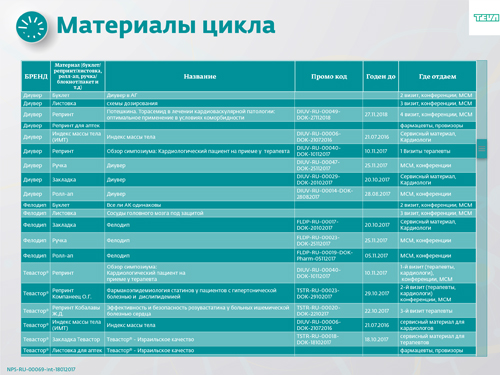 Материалы цикла
TEVA
БРЕНД Материал (буклет/репринт/листовка, ролл-ап, ручка/блокнот/пакет и т.д) Название Промо код Годен до Где отдаем
Диувер Буклет Диувер и АГ 2 визит, конференции, МСМ
Диувер Листовка схемы дозирования 3 визит, конференции, МСМ
Диувер Репринт Потешкина. Торасемид в лечении кардиоваскулярной патологии: оптимальное применение в условиях коморбидности DIUV-RU-00049-DOK-27112018 27.11.2018 4 визит, конференции, МСМ
Диувер Репринт для аптек фармацевты, провизоры
Диувер Индекс массы тела (ИМТ) Индекс массы тела DIUV-RU-00006-DOK-21072016 21.07.2016 Сервисный материал, Кардиологи
Диувер Репринт Обзор симпозиума: Кардиологический пациент на приеме у терапевта DIUV-RU-00040-DOK-10112017 10.11.2017 1 Визиты терапевты
Диувер Ручка Диувер DIUV-RU-00047-DOK-25112017 25.11.2017 МСМ, конференции
Диувер Закладка Диувер DIUV-RU-00029-DOK-20102017 20.10.2017 Сервисный материал, Кардиологи
Диувер Ролл-ап Диувер DIUV-RU-00014-DOK-28082017 28.08.2017 МСМ, конференции
Фелодип Буклет Все ли АК одинаковы 2 визит, конференции, МСМ
Фелодип Листовка Сосуды головного мозга под защитой 3 визит, конференции, МСМ
Фелодип Закладка Фелодип FLDP-RU-00017-DOK-20102017 20.10.2017 Сервисный материал, Кардиологи
Фелодип Ручка Фелодип FLDP-RU-00023-DOK-25112017 25.11.2017 МСМ, конференции
Фелодип Ролл-ап Фелодип FLDP-RU-00019-DOK-Pharm-05112017 05.11.2017 МСМ, конференции
Тевастор® Репринт Обзор симпозиума: Кардиологический пациент на приеме у терапевта DIUV-RU-00040-DOK-10112017 10.11.2017 1-й визит (терапевты, кардиологи), конференции, МСМ
Тевастор® Репринт Компаниец О.Г. Фармакоэпидемиология статинов у пациентов с гипертонической болезнью и дислипидемией TSTR-RU-00023-DOK-29102017 29.10.2017 2-й визит (терапевты, кардиологи) конференции, МСМ
Тевастор® Репринт Кобалавы Ж.Д. Эффективность и безопасность розувастатина у больных ишемической болезнью сердца TSTR-RU-00020-DOK-22102017 22.10.2017 3-й визит терапевты
Тевастор® Индекс массы тела (ИМТ) Индекс массы тела DIUV-RU-00006-DOK-21072016 21.07.2016 сервисный материал для кардиологов
Тевастор® Закладка Тевастор Тевастор® - Израильское качество TSTR-RU-00018-DOK-18102017 18.10.2017 сервисный материал для терапевтов
Тевастор® Листовка для аптек Тевастор® - Израильское качество фармацевты, провизоры
NPS-RU-00069-Int-18112017